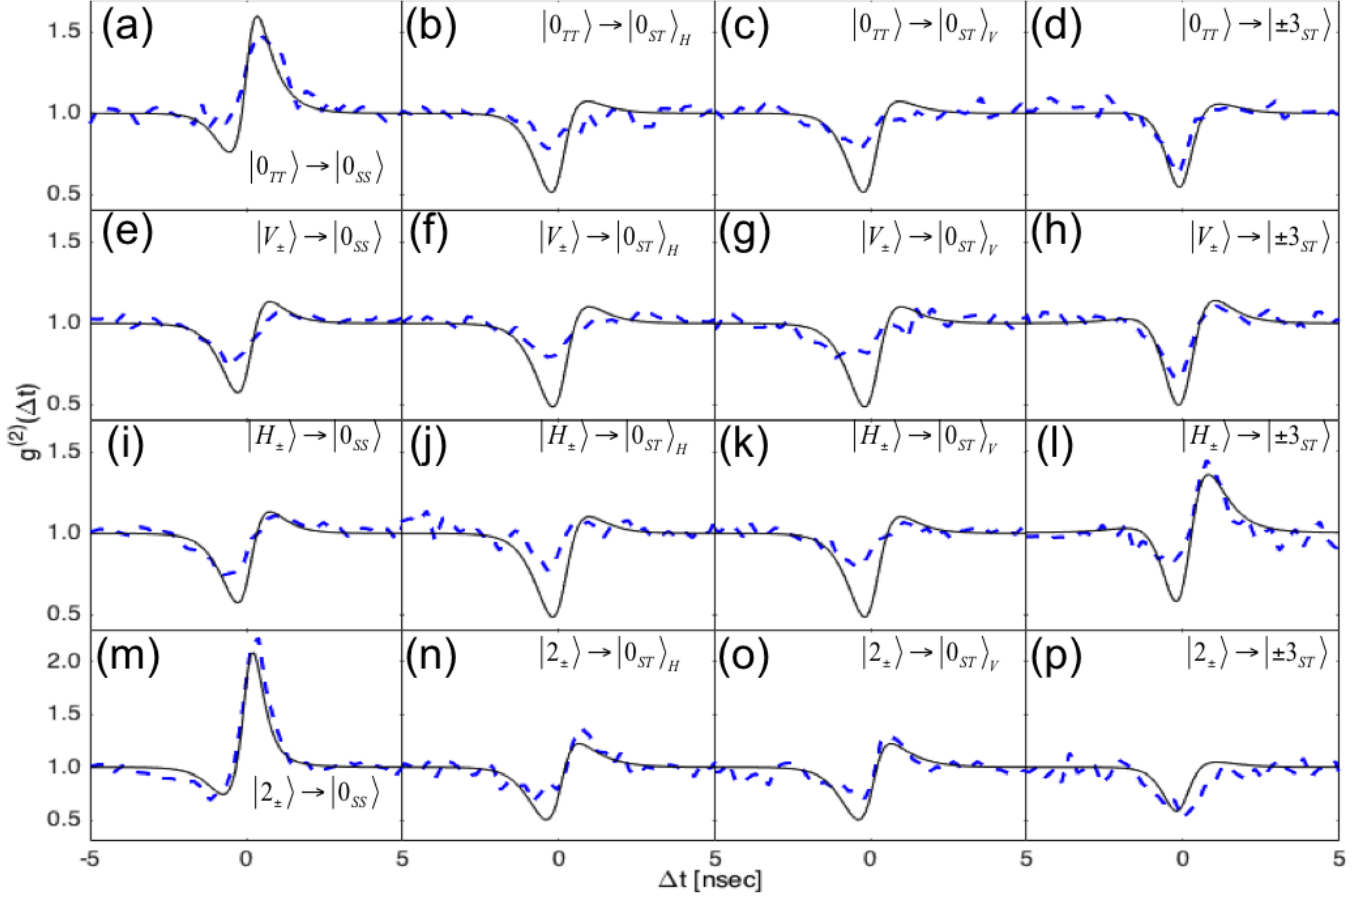 (a) (b) |0_TT⟩→|0_ST⟩_H (c) |0_TT⟩→|0_ST⟩_V (d) |0_TT⟩→|±3_ST⟩
1.5
1.0
|0_TT⟩→|0_SS⟩
0.5
(e) |V_±⟩→|0_SS⟩ (f) |V_±⟩→|0_ST⟩_H (g) |V_±⟩→|0_ST⟩_V (h) |V_±⟩→|±3_ST⟩
1.5
1.0
0.5
g^(2)(Δt)
(i) |H_±⟩→|0_SS⟩ (j) |H_±⟩→|0_ST⟩_H (k) |H_±⟩→|0_ST⟩_V (l) |H_±⟩→|±3_ST⟩
1.5
1.0
0.5
(m) (n) |2_±⟩→|0_ST⟩_H (o) |2_±⟩→|0_ST⟩_V (p) |2_±⟩→|±3_ST⟩
2.0
1.5
1.0
|2_±⟩→|0_SS⟩
0.5
-5 0 5 0 5 0 5 0 5
Δt [nsec]